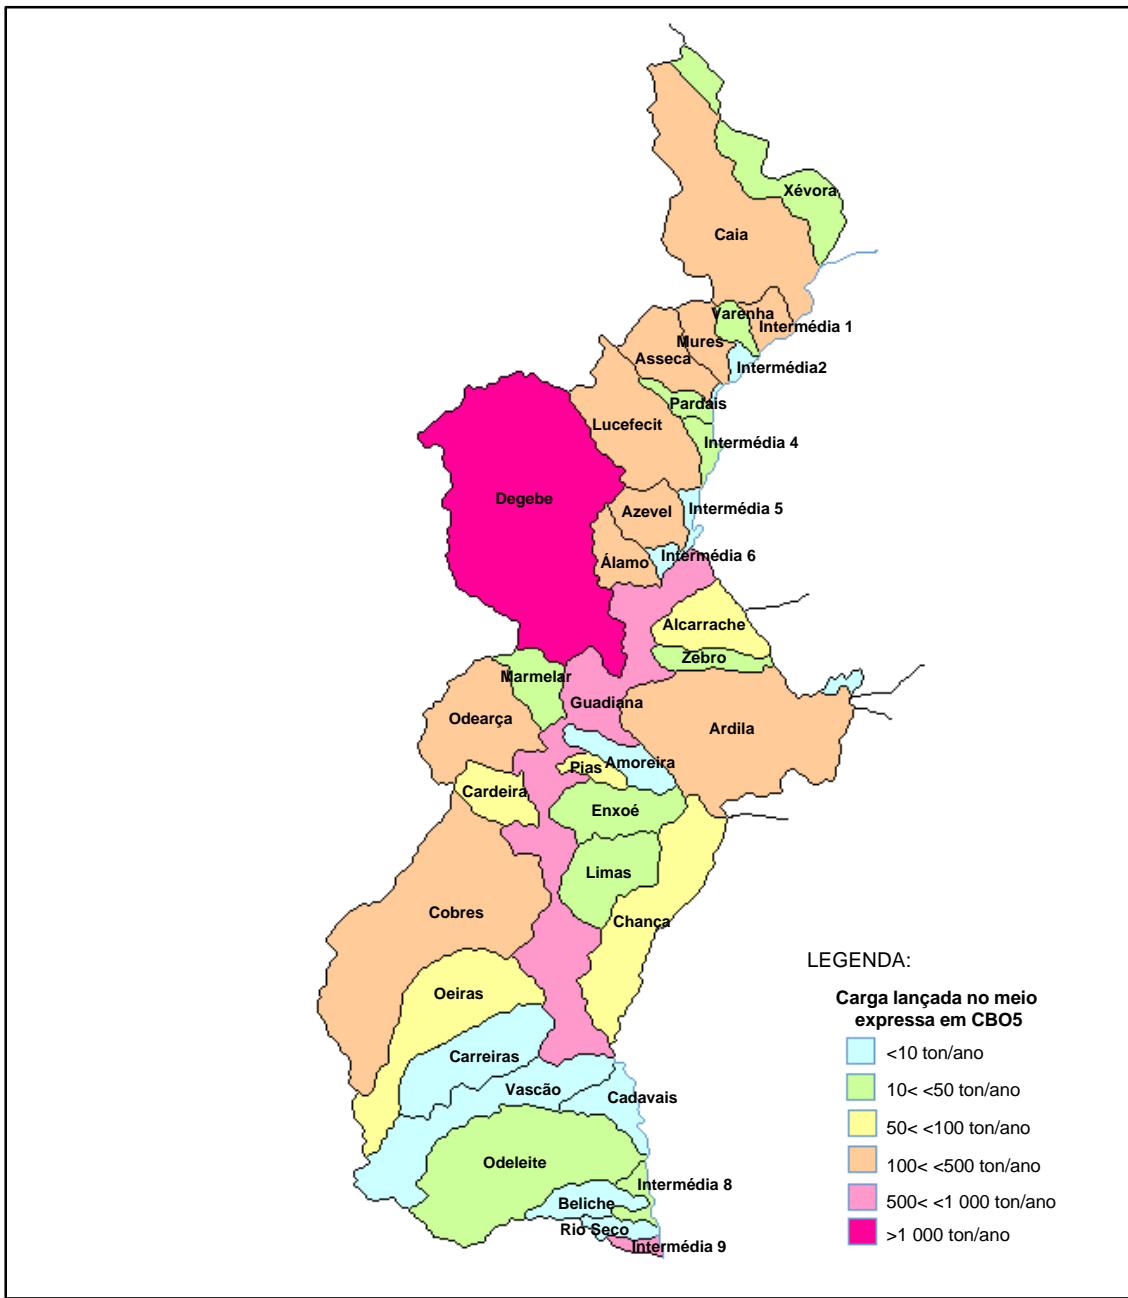 Xévora
Caia
Varenha
Intermédia 1
Mures
Asseca
Intermédia2
Pardais
Lucefecit
Intermédia 4
Degebe
Intermédia 5
Azevel
Intermédia 6
Álamo
Alcarrache
Zebro
Marmelar
Guadiana
Odearça
Ardila
Amoreira
Pias
Cardeira
Enxoé
Limas
Cobres
Chança
Oeiras
Carreiras
Vascão
Cadavais
Odeleite
Intermédia 8
Beliche
Rio Seco
Intermédia 9
LEGENDA:
Carga lançada no meio
expressa em CBO5
<10 ton/ano
10< <50 ton/ano
50< <100 ton/ano
100< <500 ton/ano
500< <1 000 ton/ano
>1 000 ton/ano